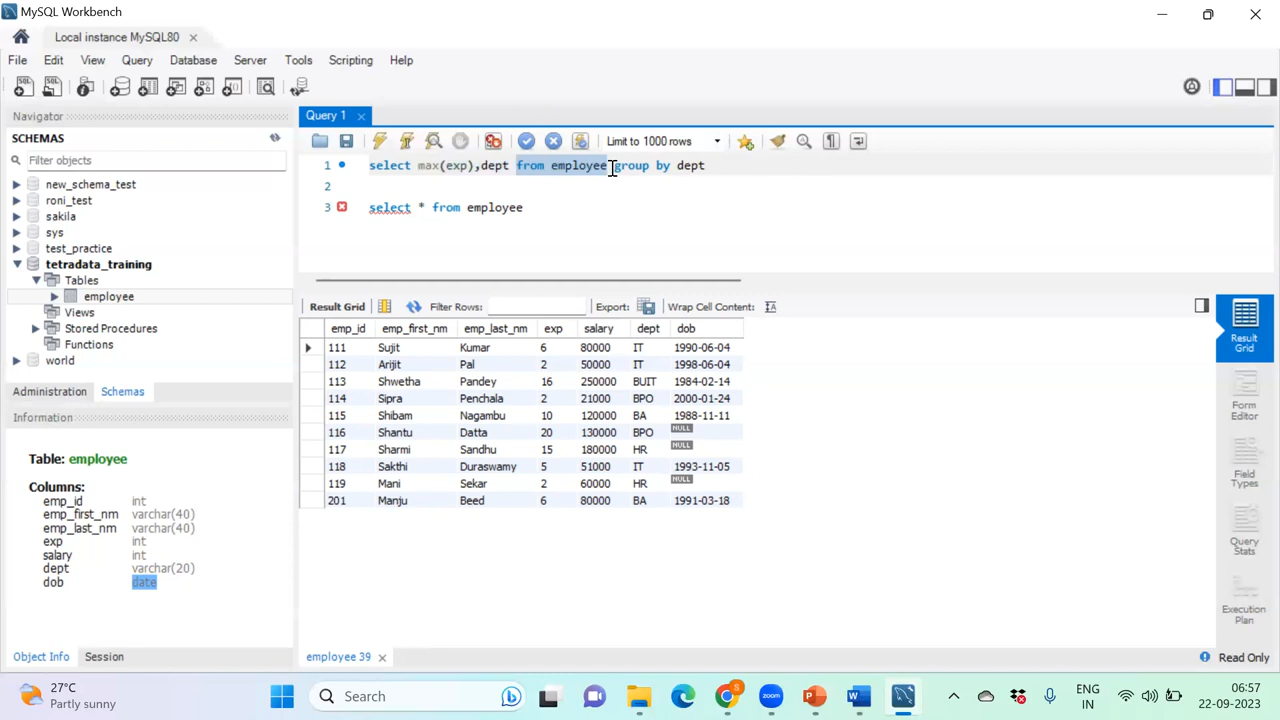 MySQL Workbench
Local instance MySQL80
File Edit View Query Database Server Tools Scripting Help
Navigator
SCHEMAS
Filter objects
new_schema_test
roni_test
sakila
sys
test_practice
tetradata_training
Tables
employee
Views
Stored Procedures
Functions
world
Administration Schemas
Information
Table: employee
Columns:
emp_id int
emp_first_nm varchar(40)
emp_last_nm varchar(40)
exp int
salary int
dept varchar(20)
dob date
Object Info Session
Query 1
Limit to 1000 rows
1 select max(exp),dept from employee group by dept
2
3 select * from employee
Result Grid Filter Rows: Export: Wrap Cell Content:
emp_id emp_first_nm emp_last_nm exp salary dept dob
111 Sujit Kumar 6 80000 IT 1990-06-04
112 Arijit Pal 2 50000 IT 1998-06-04
113 Shwetha Pandey 16 250000 BUIT 1984-02-14
114 Sipra Penchala 2 21000 BPO 2000-01-24
115 Shibam Nagambu 10 120000 BA 1988-11-11
116 Shantu Datta 20 130000 BPO NULL
117 Sharmi Sandhu 15 180000 HR NULL
118 Sakthi Duraswamy 5 51000 IT 1993-11-05
119 Mani Sekar 2 60000 HR NULL
201 Manju Beed 6 80000 BA 1991-03-18
employee 39
Result
Grid
Form
Editor
Field
Types
Query
Stats
Execution
Plan
Read Only
27°C
Partly sunny
Search
zoom
S
ENG
IN
06:57
22-09-2023